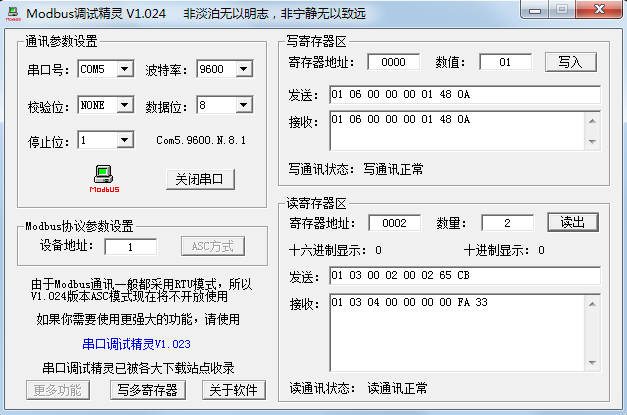 Modbus调试精灵 V1.024 非淡泊无以明志，非宁静无以致远
通讯参数设置
串口号： COM5 波特率： 9600
校验位： NONE 数据位： 8
停止位： 1 Com5.9600.N.8.1
Modbus 关闭串口
Modbus协议参数设置
设备地址： 1 ASC方式
由于Modbus通讯一般都采用RTU模式，所以
V1.024版本ASC模式现在将不开放使用
如果你需要使用更强大的功能，请使用
串口调试精灵V1.023
串口调试精灵已被各大下载站点收录
更多功能 写多寄存器 关于软件
写寄存器区
寄存器地址： 0000 数值： 01 写入
发送： 01 06 00 00 00 01 48 0A
接收： 01 06 00 00 00 01 48 0A
写通讯状态： 写通讯正常
读寄存器区
寄存器地址： 0002 数量： 2 读出
十六进制显示： 0 十进制显示： 0
发送： 01 03 00 02 00 02 65 CB
接收： 01 03 04 00 00 00 00 FA 33
读通讯状态： 读通讯正常